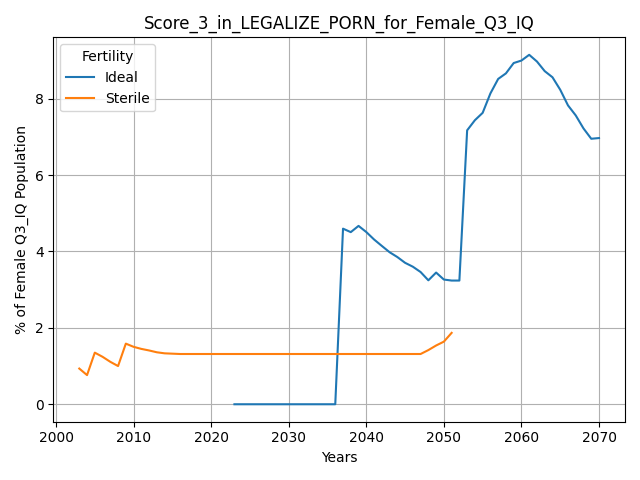 Score_3_in_LEGALIZE_PORN_for_Female_Q3_IQ
Fertility
Ideal
Sterile
% of Female Q3_IQ Population
8
6
4
2
0
2000 2010 2020 2030 2040 2050 2060 2070
Years